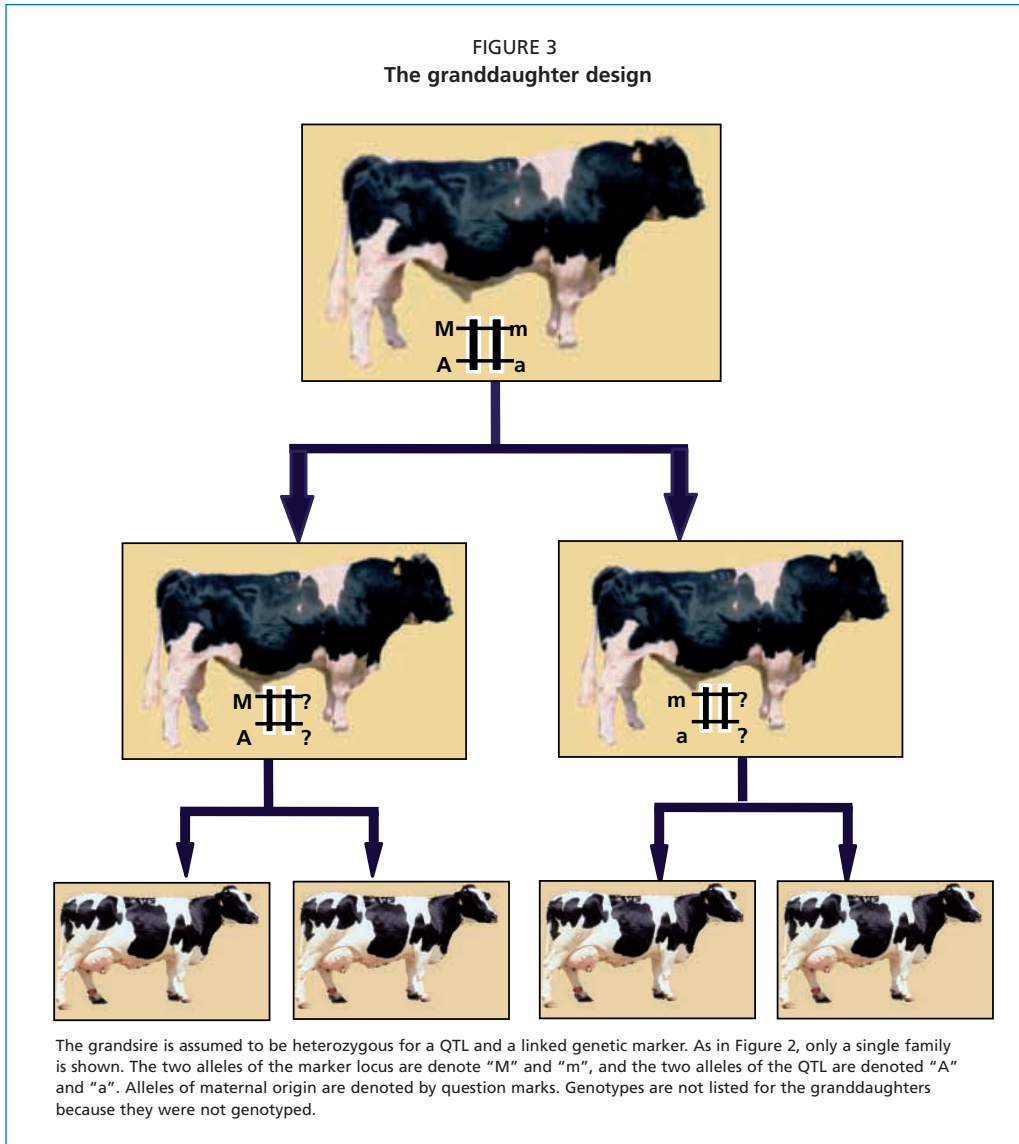 FIGURE 3
The granddaughter design
M m
A a
M ?
A ?
m ?
a ?
The grandsire is assumed to be heterozygous for a QTL and a linked genetic marker. As in Figure 2, only a single family
is shown. The two alleles of the marker locus are denote “M” and “m”, and the two alleles of the QTL are denoted “A”
and “a”. Alleles of maternal origin are denoted by question marks. Genotypes are not listed for the granddaughters
because they were not genotyped.